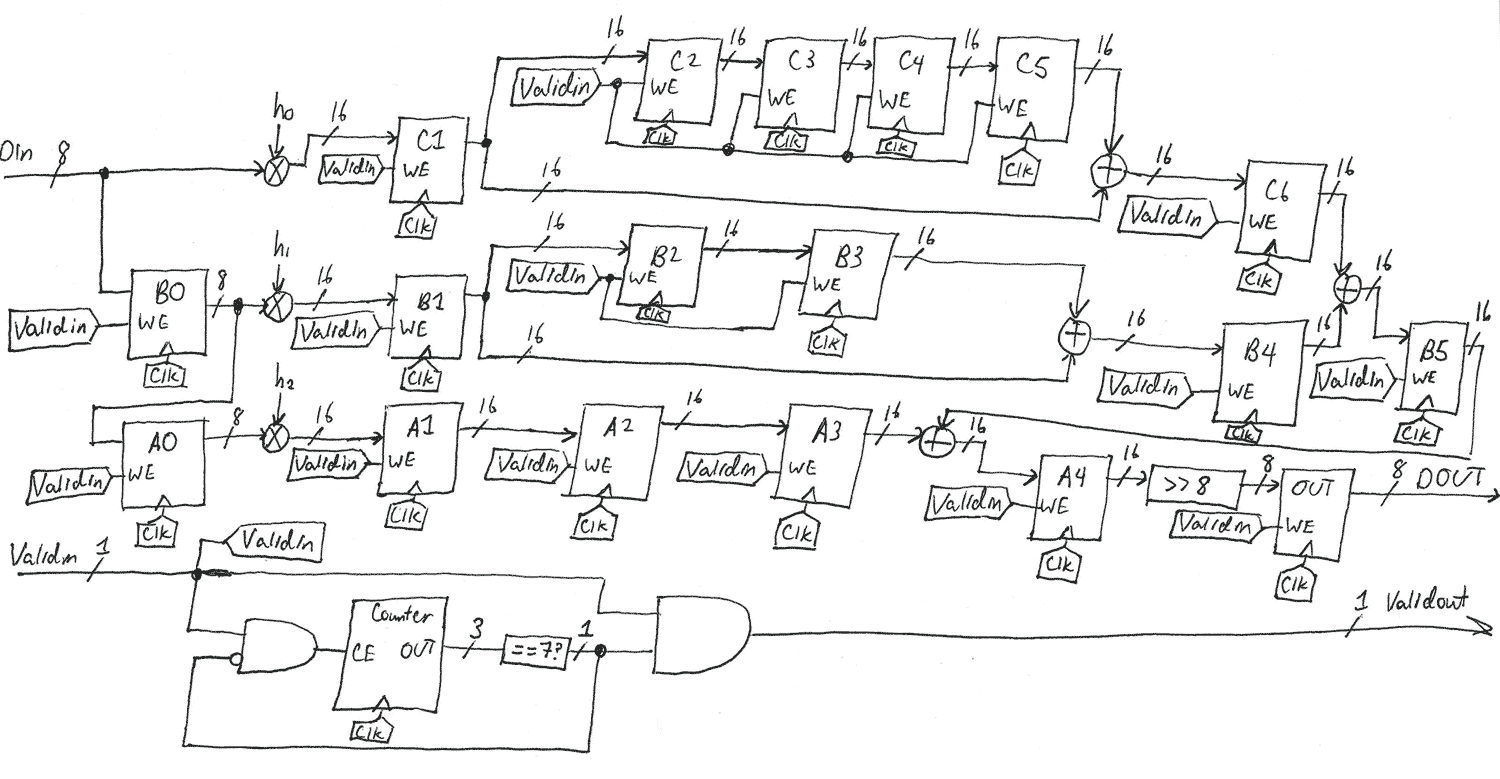 16 16 16 16 16
C2 C3 C4 C5
Validin WE WE WE WE
Clk Clk Clk Clk
h0 16 C1
Din 8
Validin WE
Clk
16 16 16
C6
Validin WE
Clk
h1 16 16 16 16
B2 B3
Validin WE WE
Clk Clk
B0 8 16 B1
Validin WE Validin WE
Clk Clk
16 16 16 16
B4 B5
Validin WE Validin WE
Clk Clk
h2
A0 8 16 A1 16 A2 16 A3 16 16
Validin WE Validin WE Validin WE Validin WE
Clk Clk Clk Clk
A4 16 >>8 8 OUT 8 DOUT
Validin WE Validin WE
Clk Clk
Validin 1 Validin
Counter
CE OUT 3 ==7? 1
Clk
1 Validout